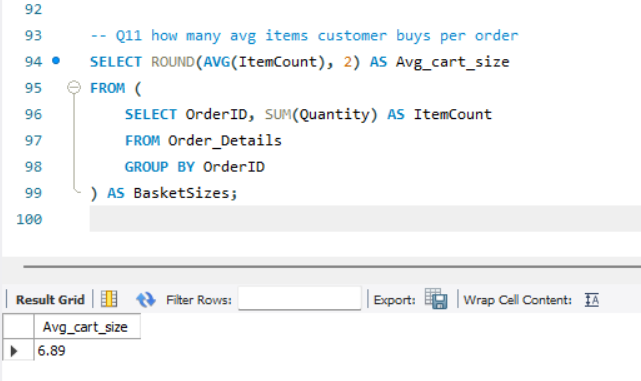 92
93 -- Q11 how many avg items customer buys per order
94 SELECT ROUND(AVG(ItemCount), 2) AS Avg_cart_size
95 FROM (
96 SELECT OrderID, SUM(Quantity) AS ItemCount
97 FROM Order_Details
98 GROUP BY OrderID
99 ) AS BasketSizes;
100
Result Grid Filter Rows: Export: Wrap Cell Content: IA
Avg_cart_size
6.89